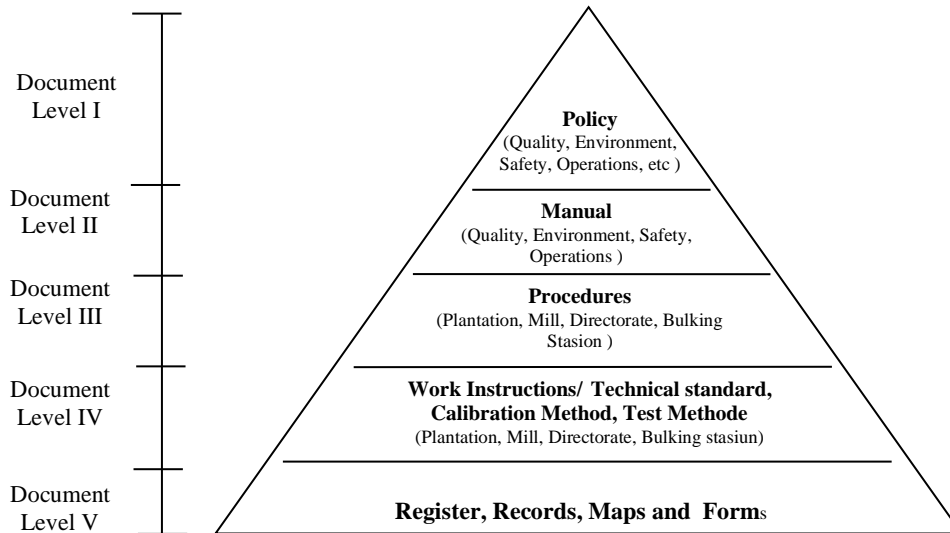 Document
Level I
Policy
(Quality, Environment,
Safety, Operations, etc )
Document
Level II
Manual
(Quality, Environment, Safety,
Operations )
Document
Level III
Procedures
(Plantation, Mill, Directorate, Bulking
Stasion )
Document
Level IV
Work Instructions/ Technical standard,
Calibration Method, Test Methode
(Plantation, Mill, Directorate, Bulking stasiun)
Document
Level V
Register, Records, Maps and Forms